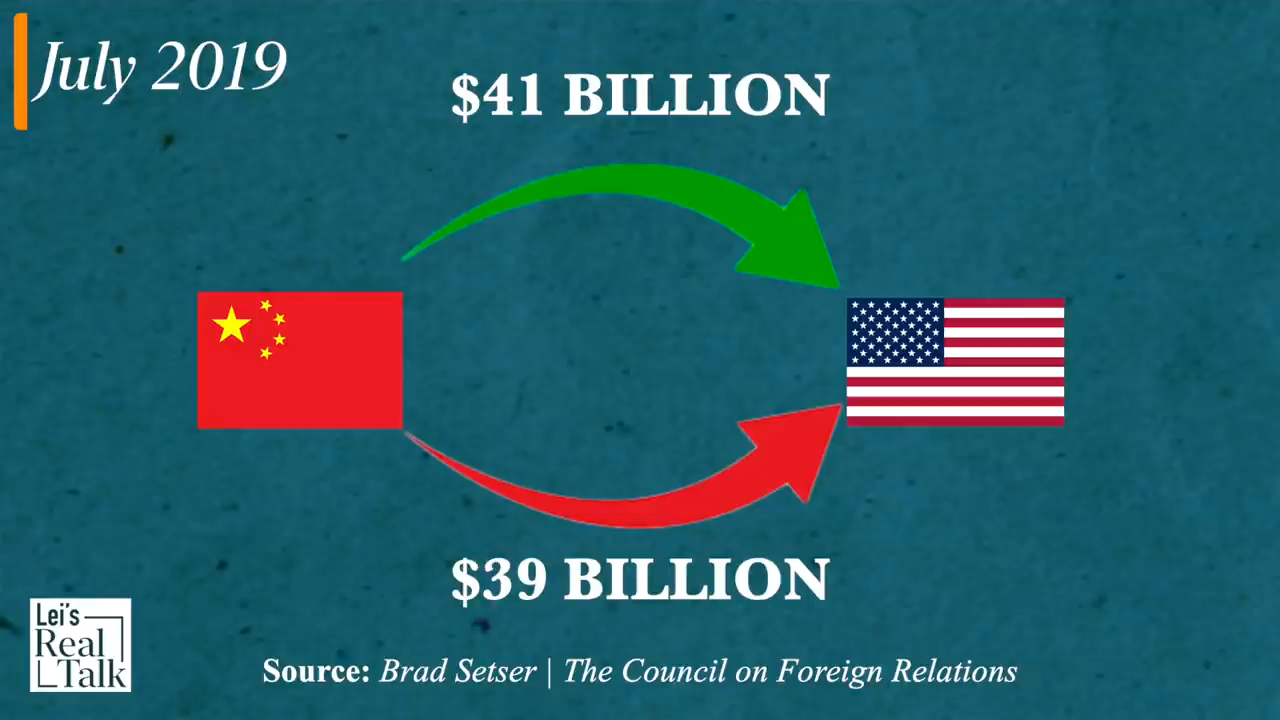 July 2019
$41 BILLION
$39 BILLION
Lei's
Real
Talk
Source: Brad Setser | The Council on Foreign Relations